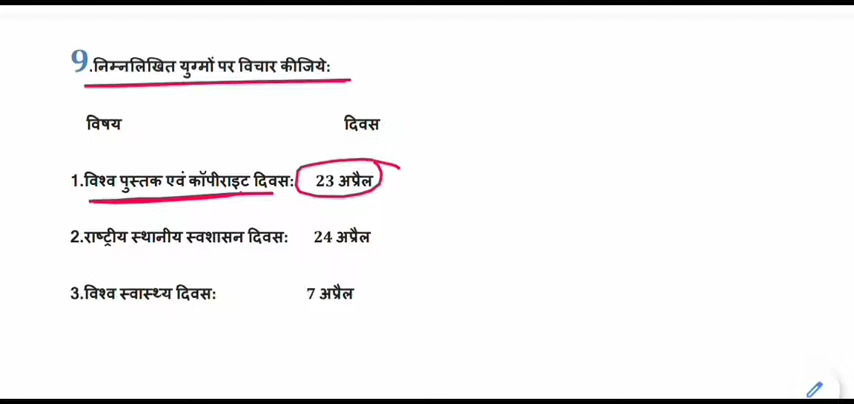 9.निम्नलिखित युग्मों पर विचार कीजिये:
विषय दिवस
1.विश्व पुस्तक एवं कॉपीराइट दिवस: 23 अप्रैल
2.राष्ट्रीय स्थानीय स्वशासन दिवस: 24 अप्रैल
3.विश्व स्वास्थ्य दिवस: 7 अप्रैल